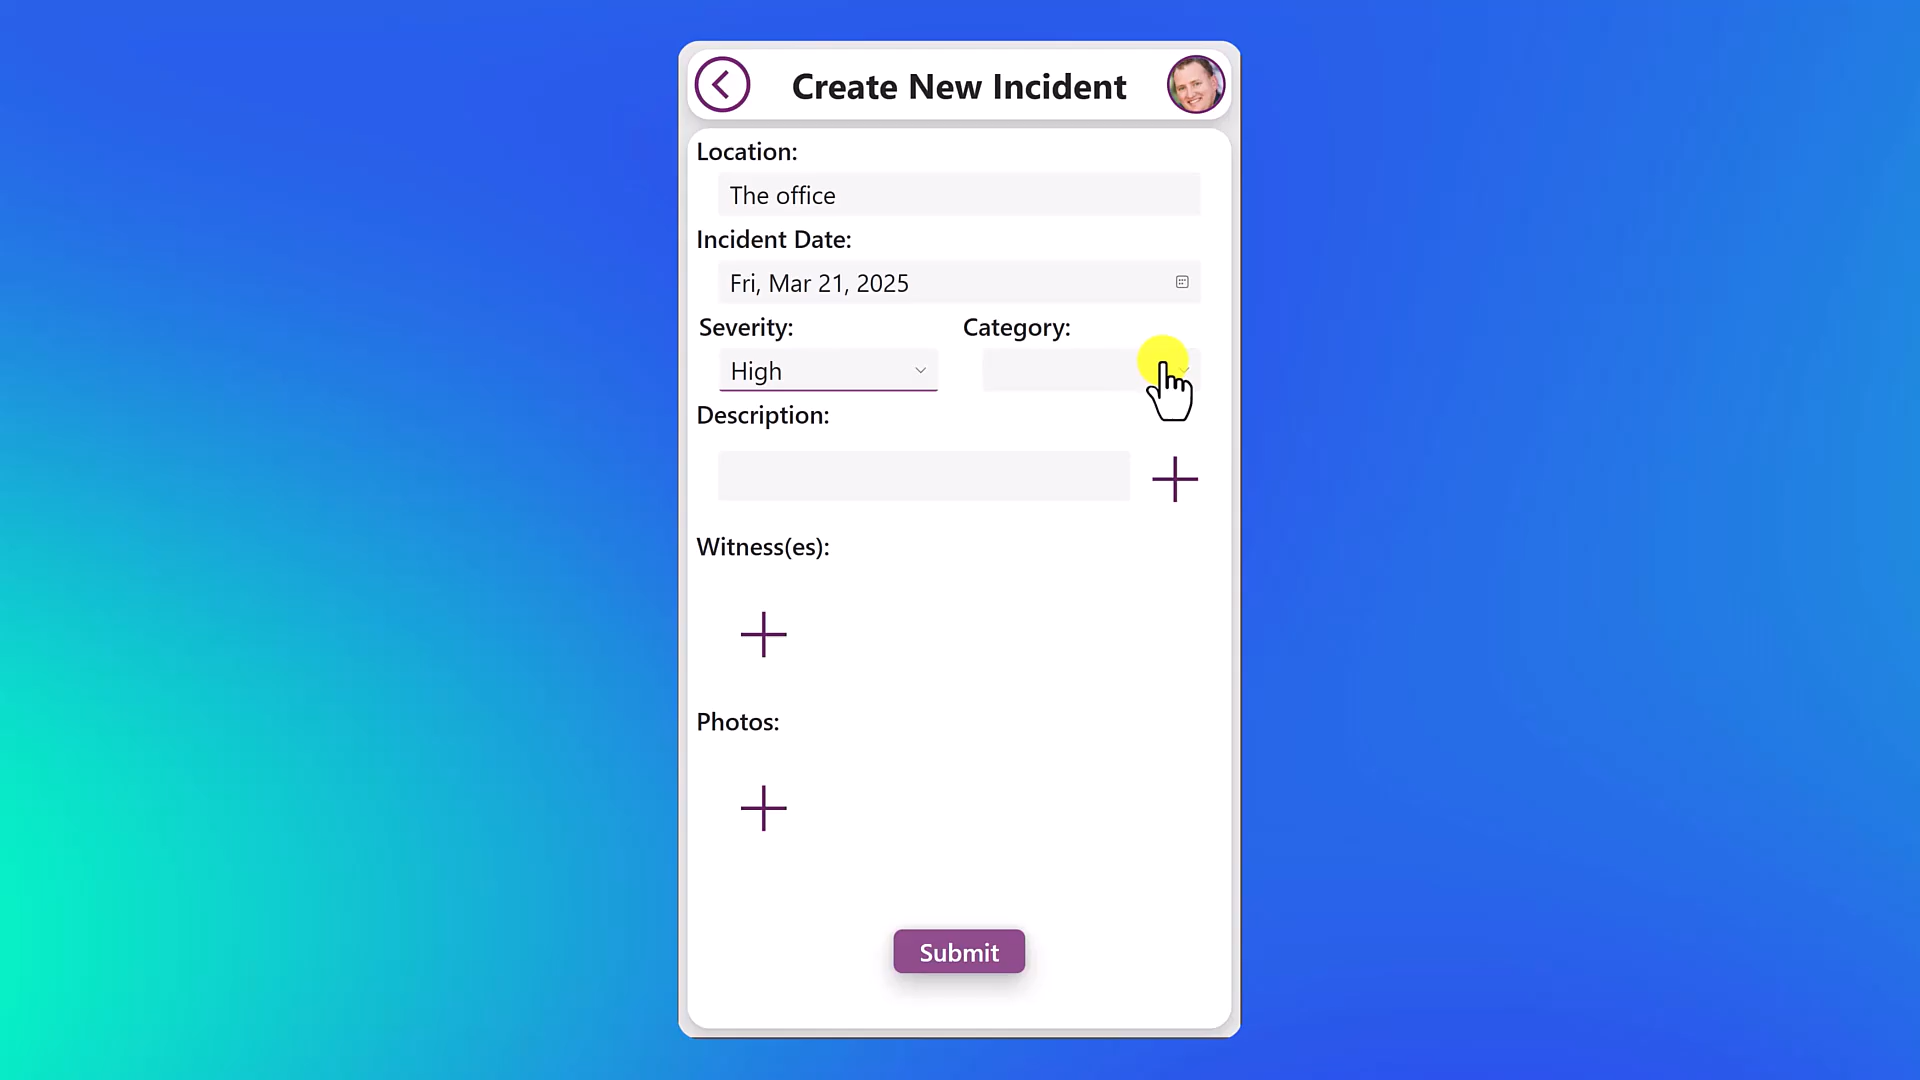 Create New Incident
Location:
The office
Incident Date:
Fri, Mar 21, 2025
Severity:
Category:
High
Description:
Witness(es):
Photos:
Submit